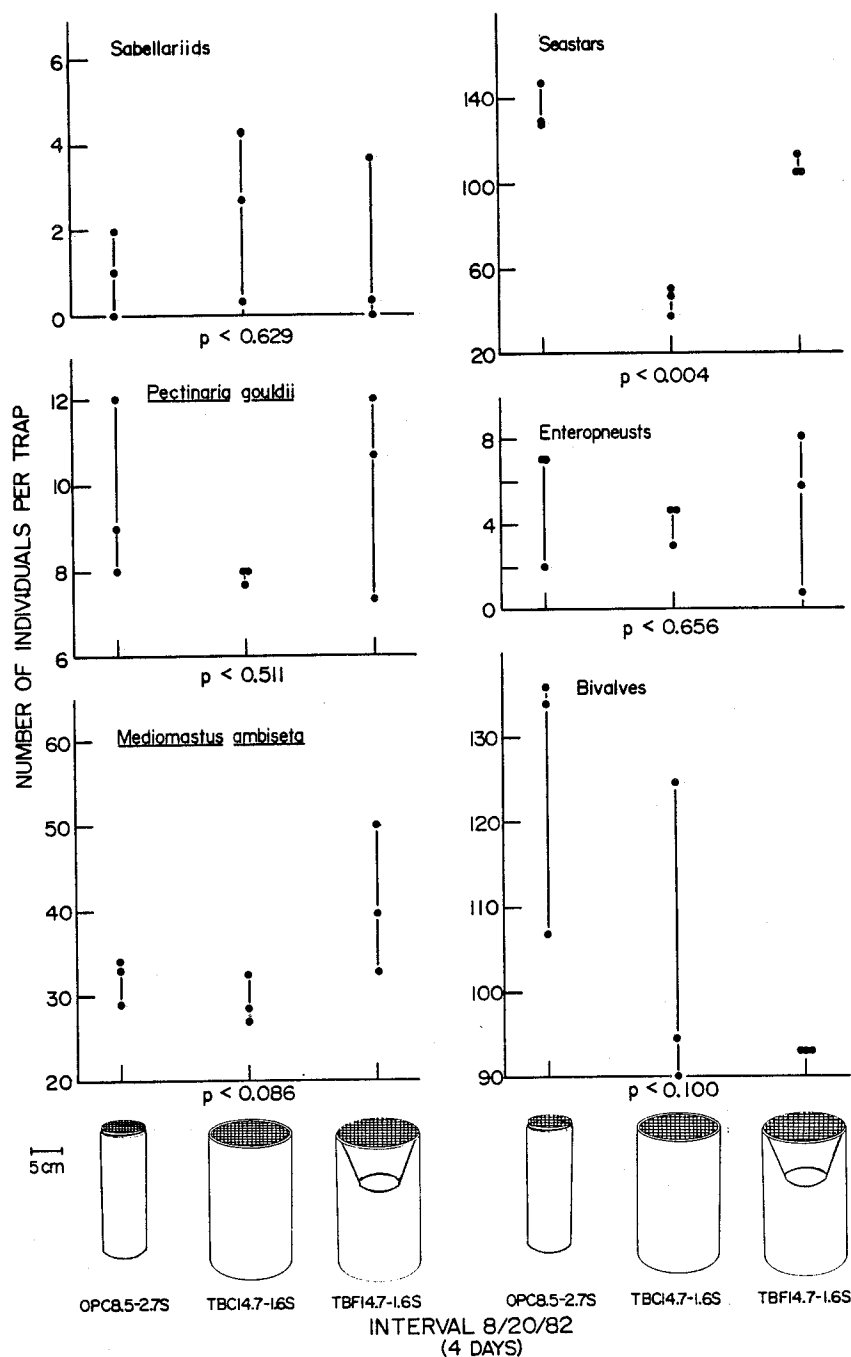 NUMBER OF INDIVIDUALS PER TRAP
Sabellariids
6
4
2
0
p < 0.629
Seastars
140
100
60
20
p < 0.004
Pectinaria gouldii
12
10
8
6
p < 0.511
Enteropneusts
8
4
0
p < 0.656
Mediomastus ambiseta
60
50
40
30
20
p < 0.086
Bivalves
130
120
110
100
90
p < 0.100
5cm
OPC8.5-2.7S TBC14.7-1.6S TBF14.7-1.6S OPC8.5-2.7S TBC14.7-1.6S TBF14.7-1.6S
INTERVAL 8/20/82
(4 DAYS)